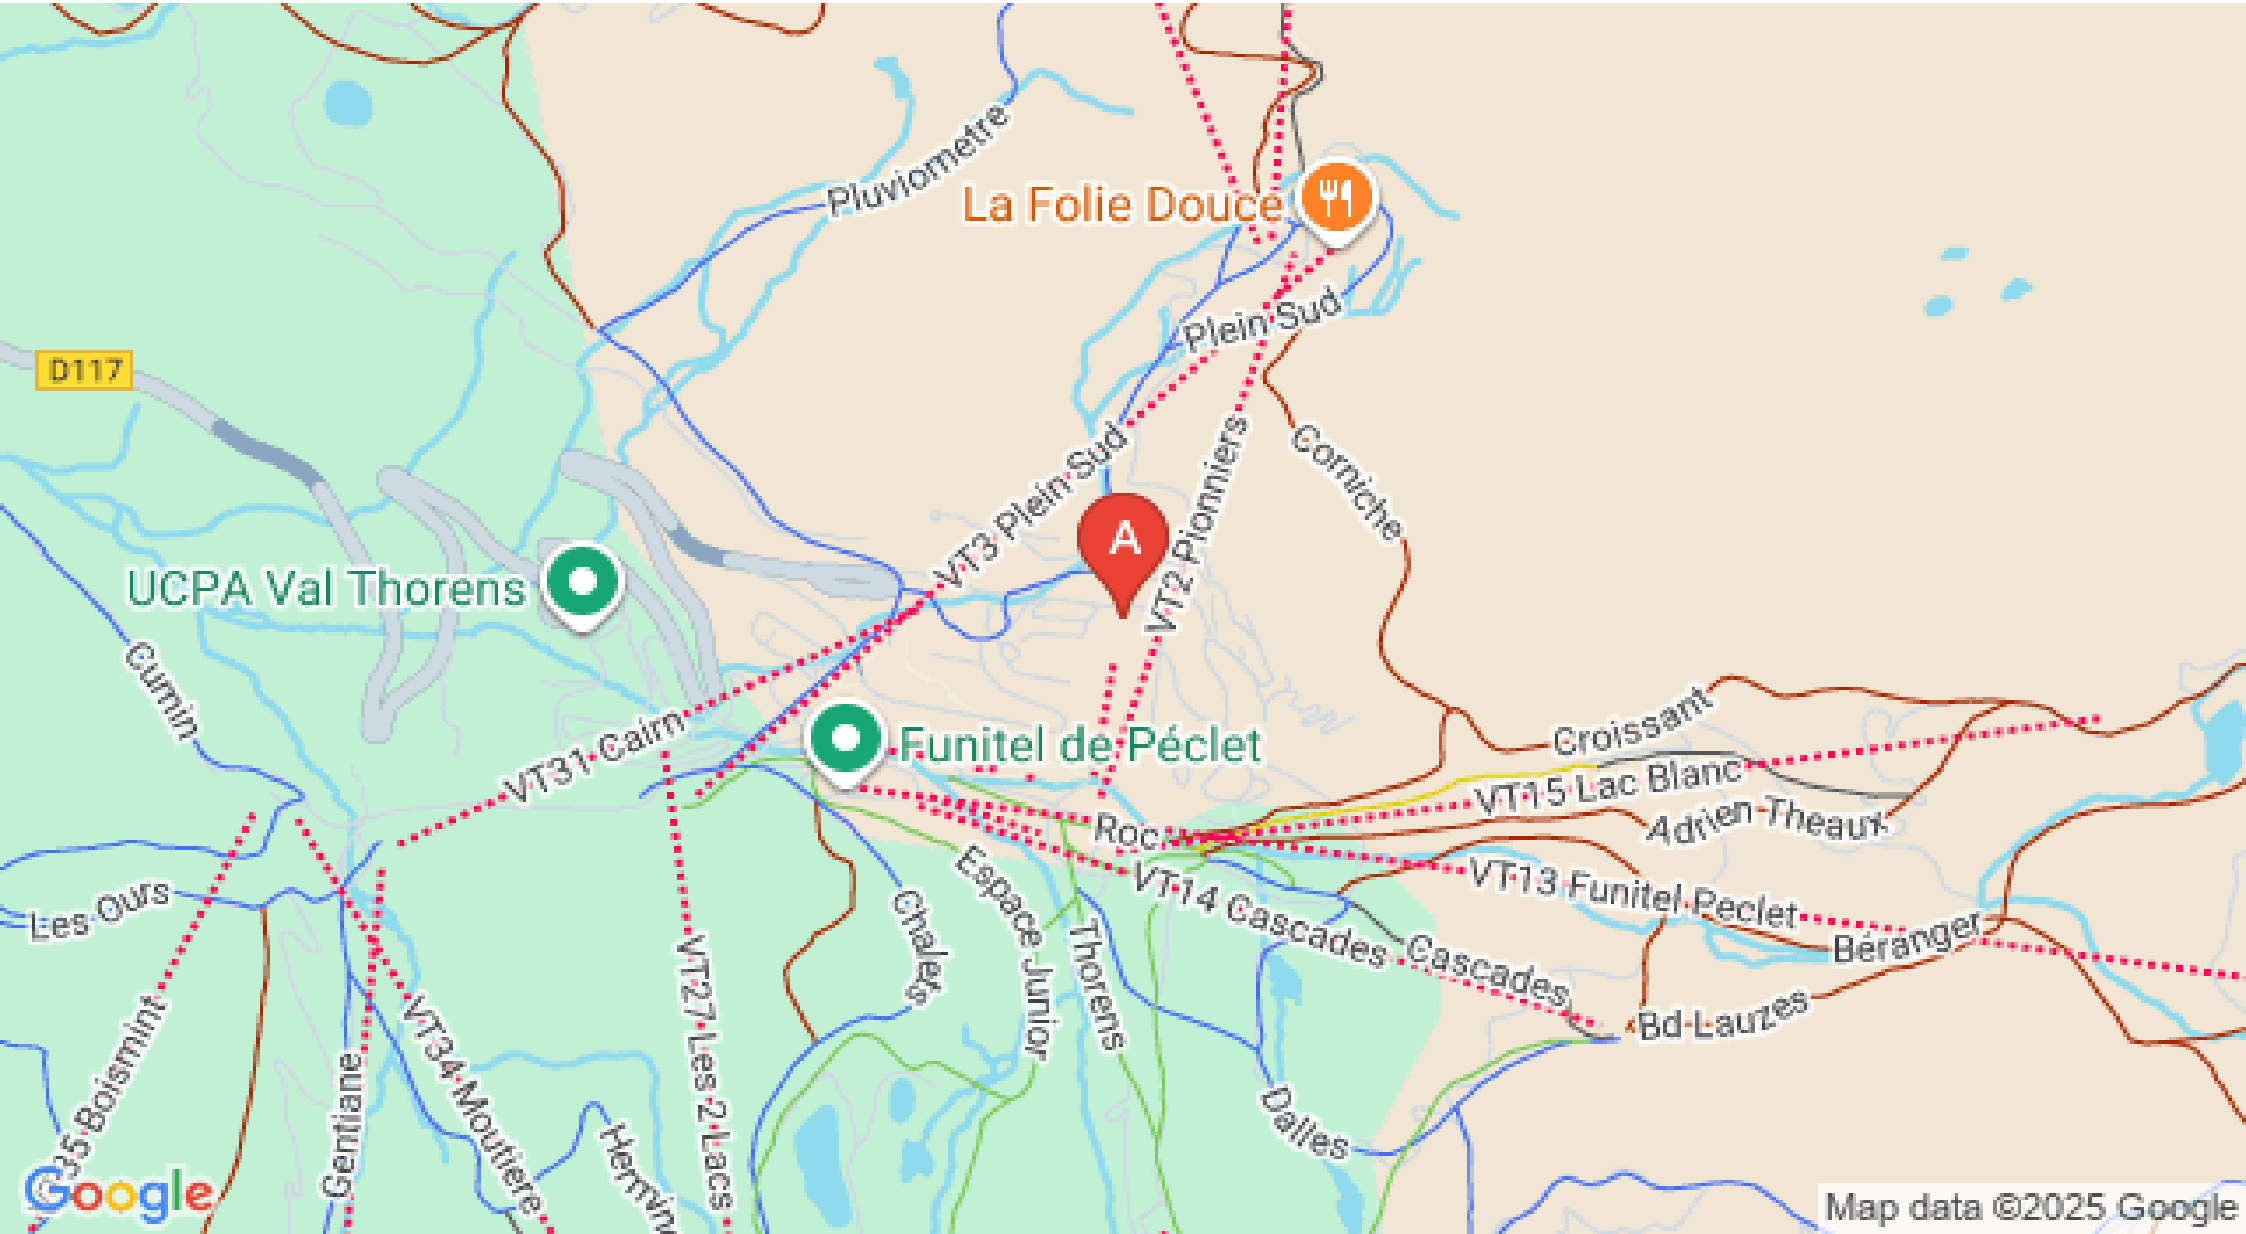 Pluviometre
La Folie Douce
Plein Sud
D117
Corniche
VT3 Plein Sud
VT2 Pionniers
A
UCPA Val Thorens
Cumin
VT31 Cairn
Funitel de Péclet
Croissant
VT15 Lac Blanc
Adrien Theaux
Roc
VT13 Funitel Peclet
VT14 Cascades
Les Ours
Chalets
Espace Junior
Thorens
Cascades
Béranger
Bd Lauzes
VT27 Les 2 Lacs
VT34 Moutiere
35 Boismint
Gentiane
Hermin
Dalles
Google
Map data ©2025 Google